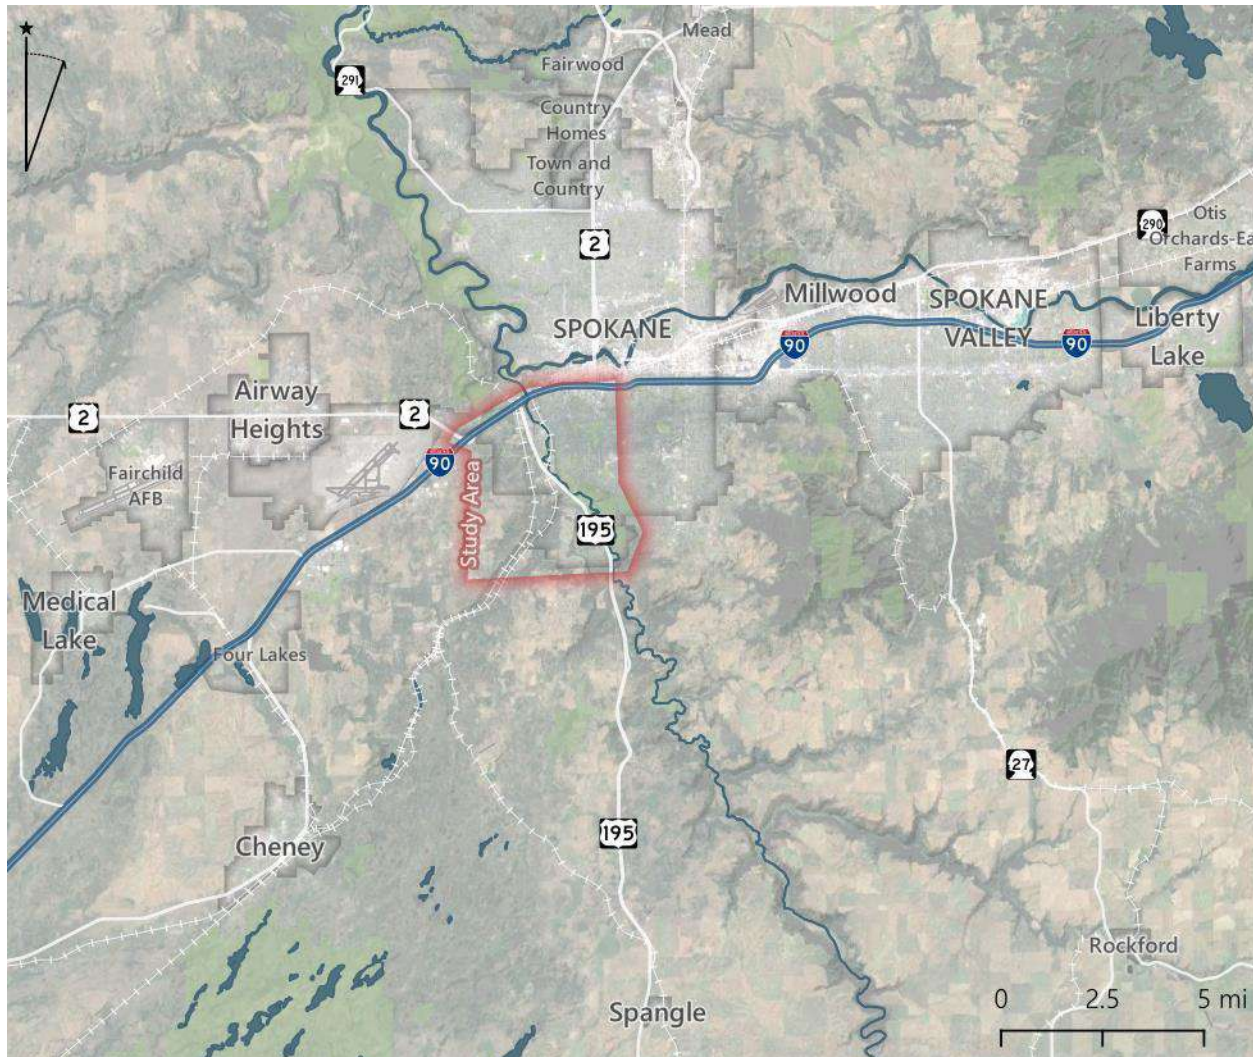 Mead
Fairwood
291
Country
Homes
Town and
Country
2
290
Otis
Orchards-Ea
Farms
Millwood
SPOKANE
VALLEY
Liberty
Lake
SPOKANE
90
90
Airway
Heights
2
2
90
Fairchild
AFB
Study Area
195
Medical
Lake
Four Lakes
27
195
Cheney
Rockford
Spangle
0 2.5 5 mi